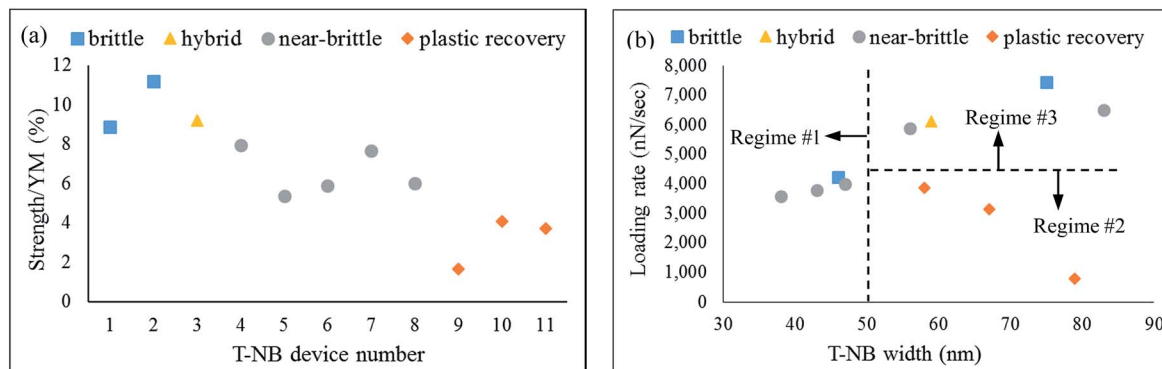 (a)
brittle hybrid near-brittle plastic recovery
Strength/YM (%)
12
10
8
6
4
2
0
1 2 3 4 5 6 7 8 9 10 11
T-NB device number
(b)
brittle hybrid near-brittle plastic recovery
Loading rate (nN/sec)
8,000
7,000
6,000
5,000
4,000
3,000
2,000
1,000
0
Regime #1
Regime #3
Regime #2
30 40 50 60 70 80 90
T-NB width (nm)